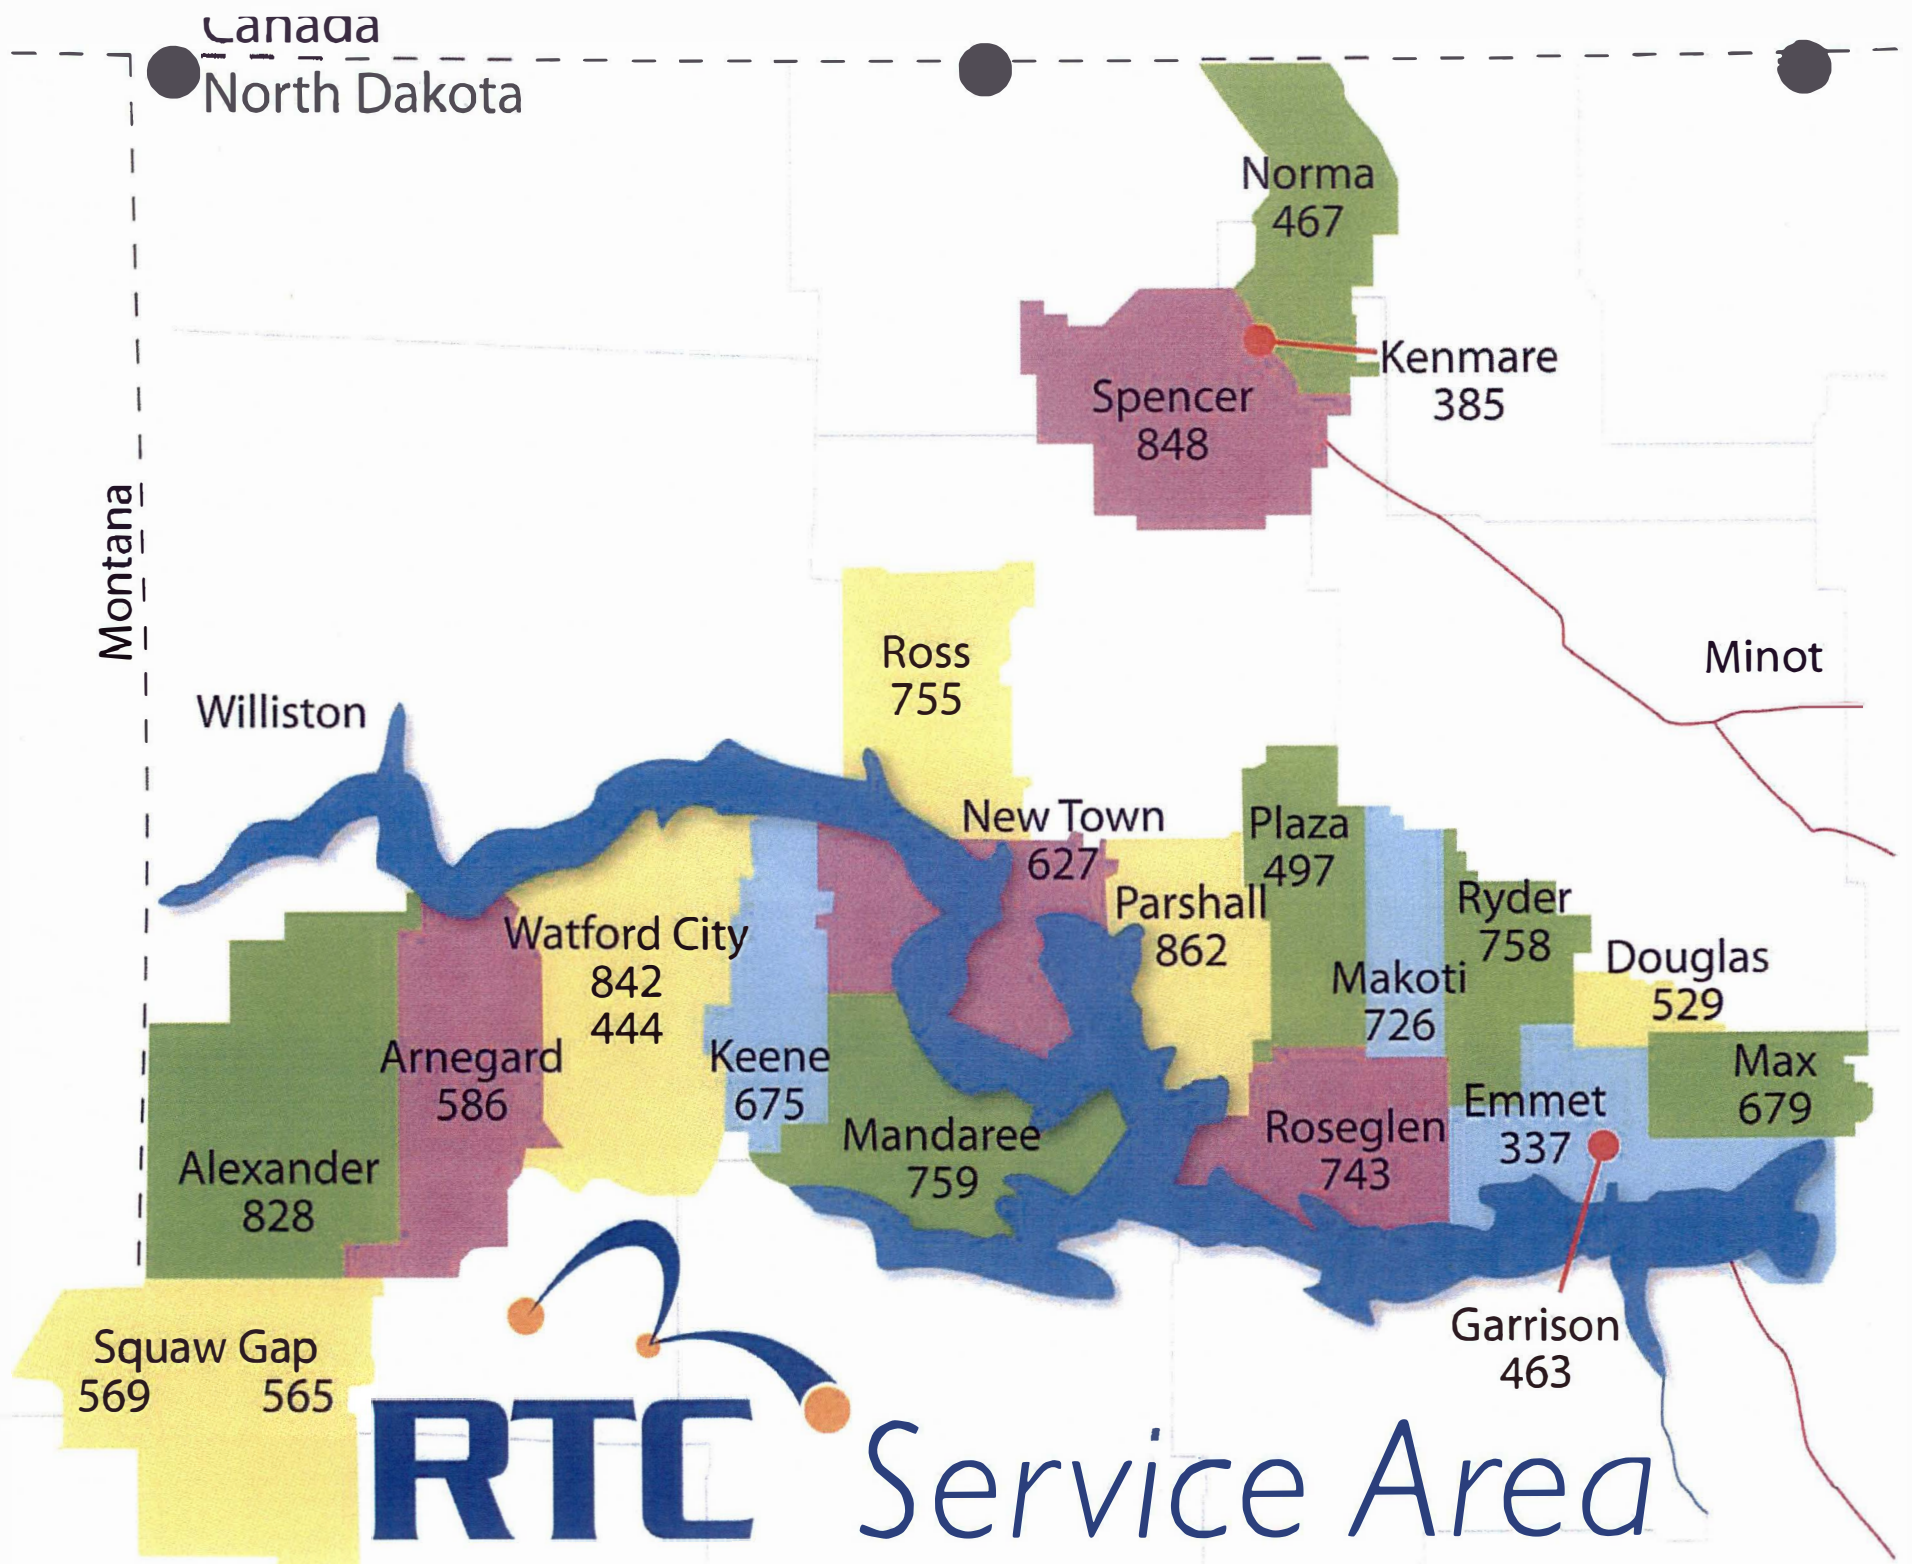 Canada
North Dakota
Norma
467
Kenmare
385
Spencer
848
Montana
Ross
755
Minot
Williston
New Town
627
Plaza
497
Parshall
862
Ryder
758
Watford City
842
444
Makoti
726
Douglas
529
Arnegard
586
Keene
675
Max
679
Mandaree
759
Roseglen
743
Emmet
337
Alexander
828
Squaw Gap
569 565
Garrison
463
RTC Service Area